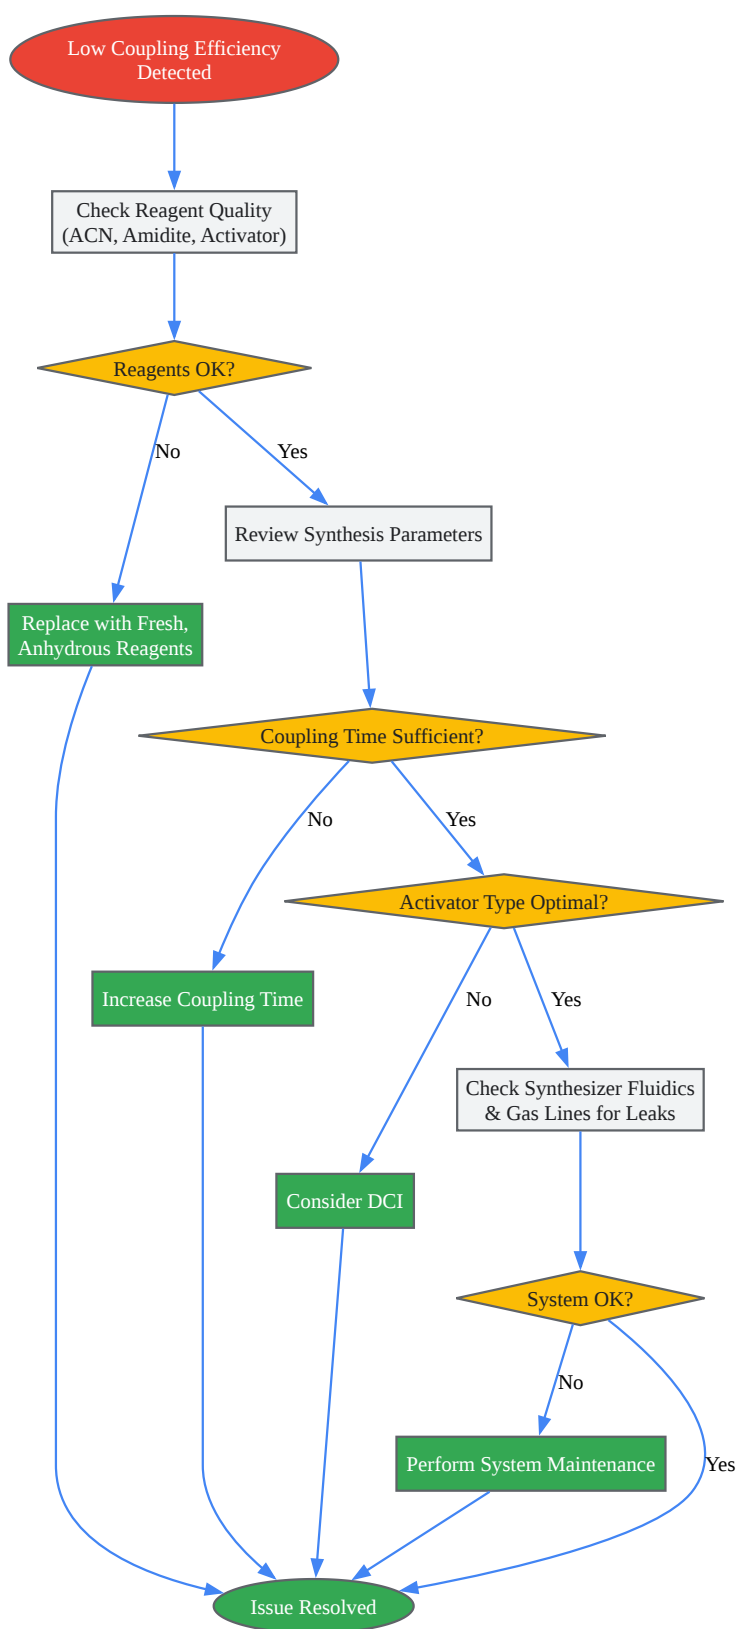 Low Coupling Efficiency
Detected
Check Reagent Quality
(ACN, Amidite, Activator)
Reagents OK?
No
Yes
Review Synthesis Parameters
Replace with Fresh,
Anhydrous Reagents
Coupling Time Sufficient?
No
Yes
Activator Type Optimal?
Increase Coupling Time
No
Yes
Check Synthesizer Fluidics
& Gas Lines for Leaks
Consider DCI
System OK?
No
Perform System Maintenance
Yes
Issue Resolved